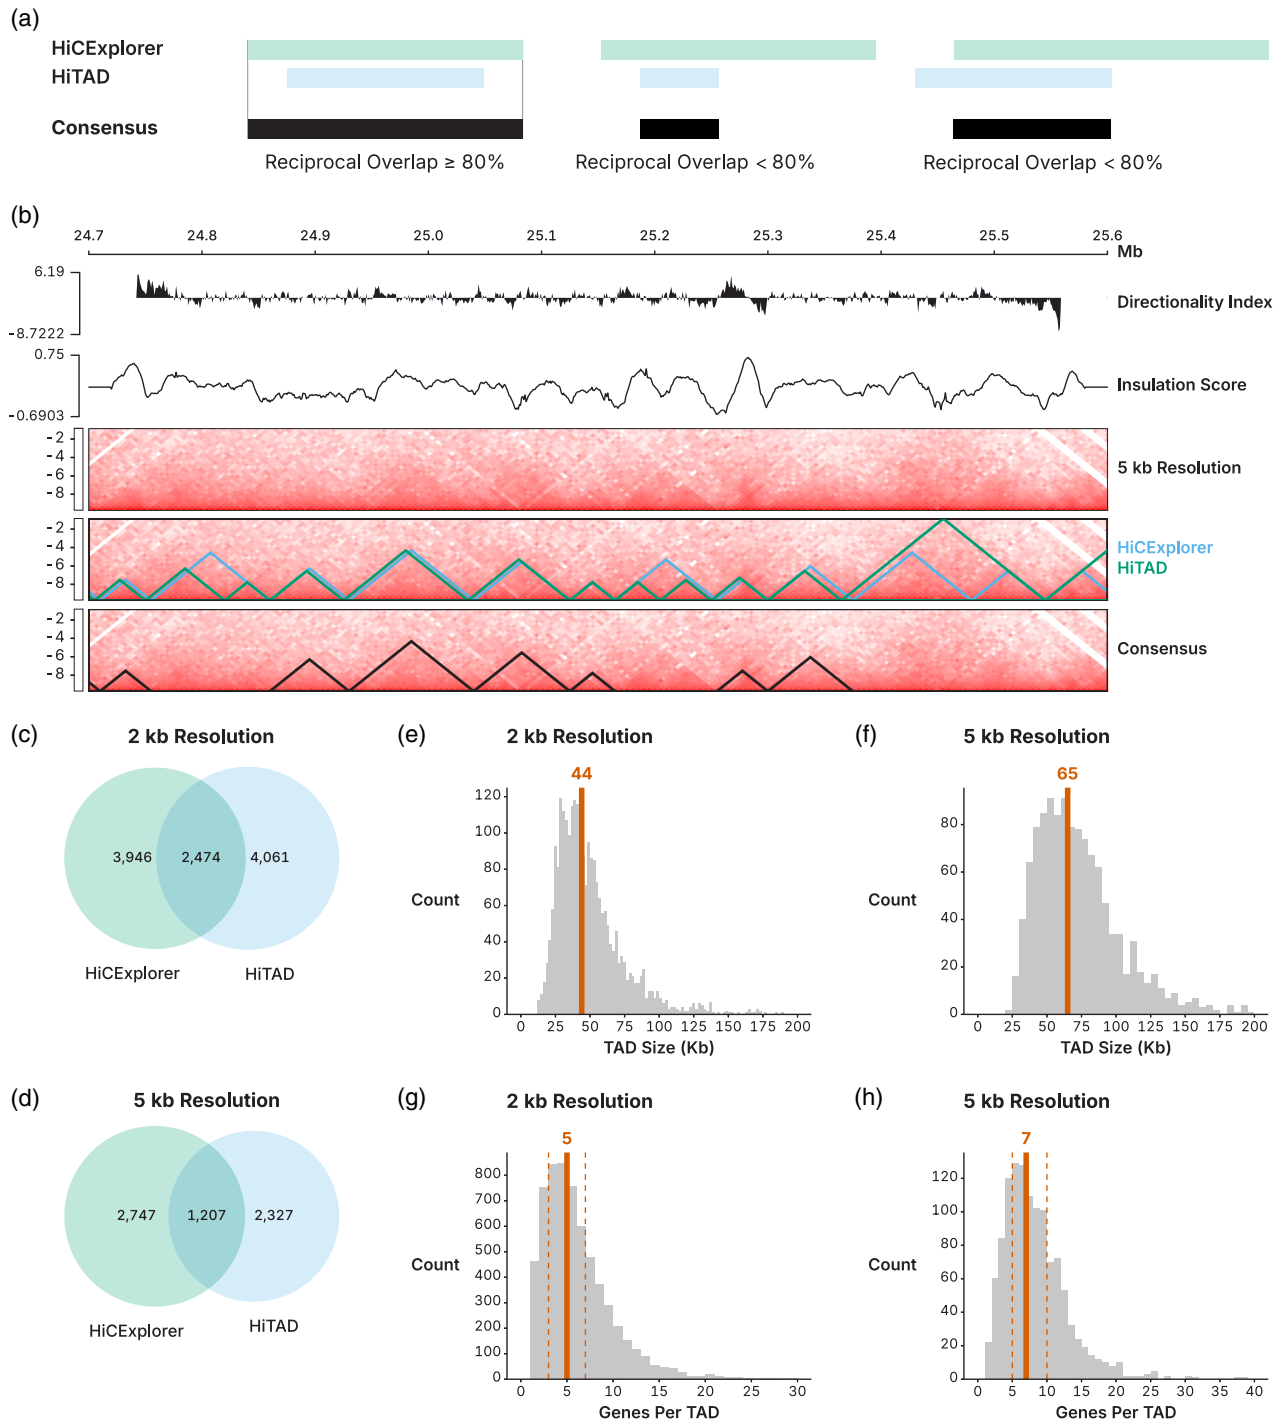 (a)
HiCExplorer
HiTAD
Consensus
Reciprocal Overlap ≥ 80%
Reciprocal Overlap < 80%
Reciprocal Overlap < 80%
(b)
24.7 24.8 24.9 25.0 25.1 25.2 25.3 25.4 25.5 25.6
Mb
6.19
-8.7222
Directionality Index
0.75
-0.6903
Insulation Score
-2
-4
-6
-8
5 kb Resolution
-2
-4
-6
-8
HiCExplorer
HiTAD
-2
-4
-6
-8
Consensus
(c)
2 kb Resolution
3,946 2,474 4,061
HiCExplorer
HiTAD
(e)
2 kb Resolution
44
120
100
80
60
40
20
0
Count
0 25 50 75 100 125 150 175 200
TAD Size (Kb)
(f)
5 kb Resolution
65
80
60
40
20
0
Count
0 25 50 75 100 125 150 175 200
TAD Size (Kb)
(d)
5 kb Resolution
2,747 1,207 2,327
HiCExplorer
HiTAD
(g)
2 kb Resolution
5
800
700
600
500
400
300
200
100
0
Count
0 5 10 15 20 25 30
Genes Per TAD
(h)
5 kb Resolution
7
120
100
80
60
40
20
0
Count
0 5 10 15 20 25 30 35 40
Genes Per TAD